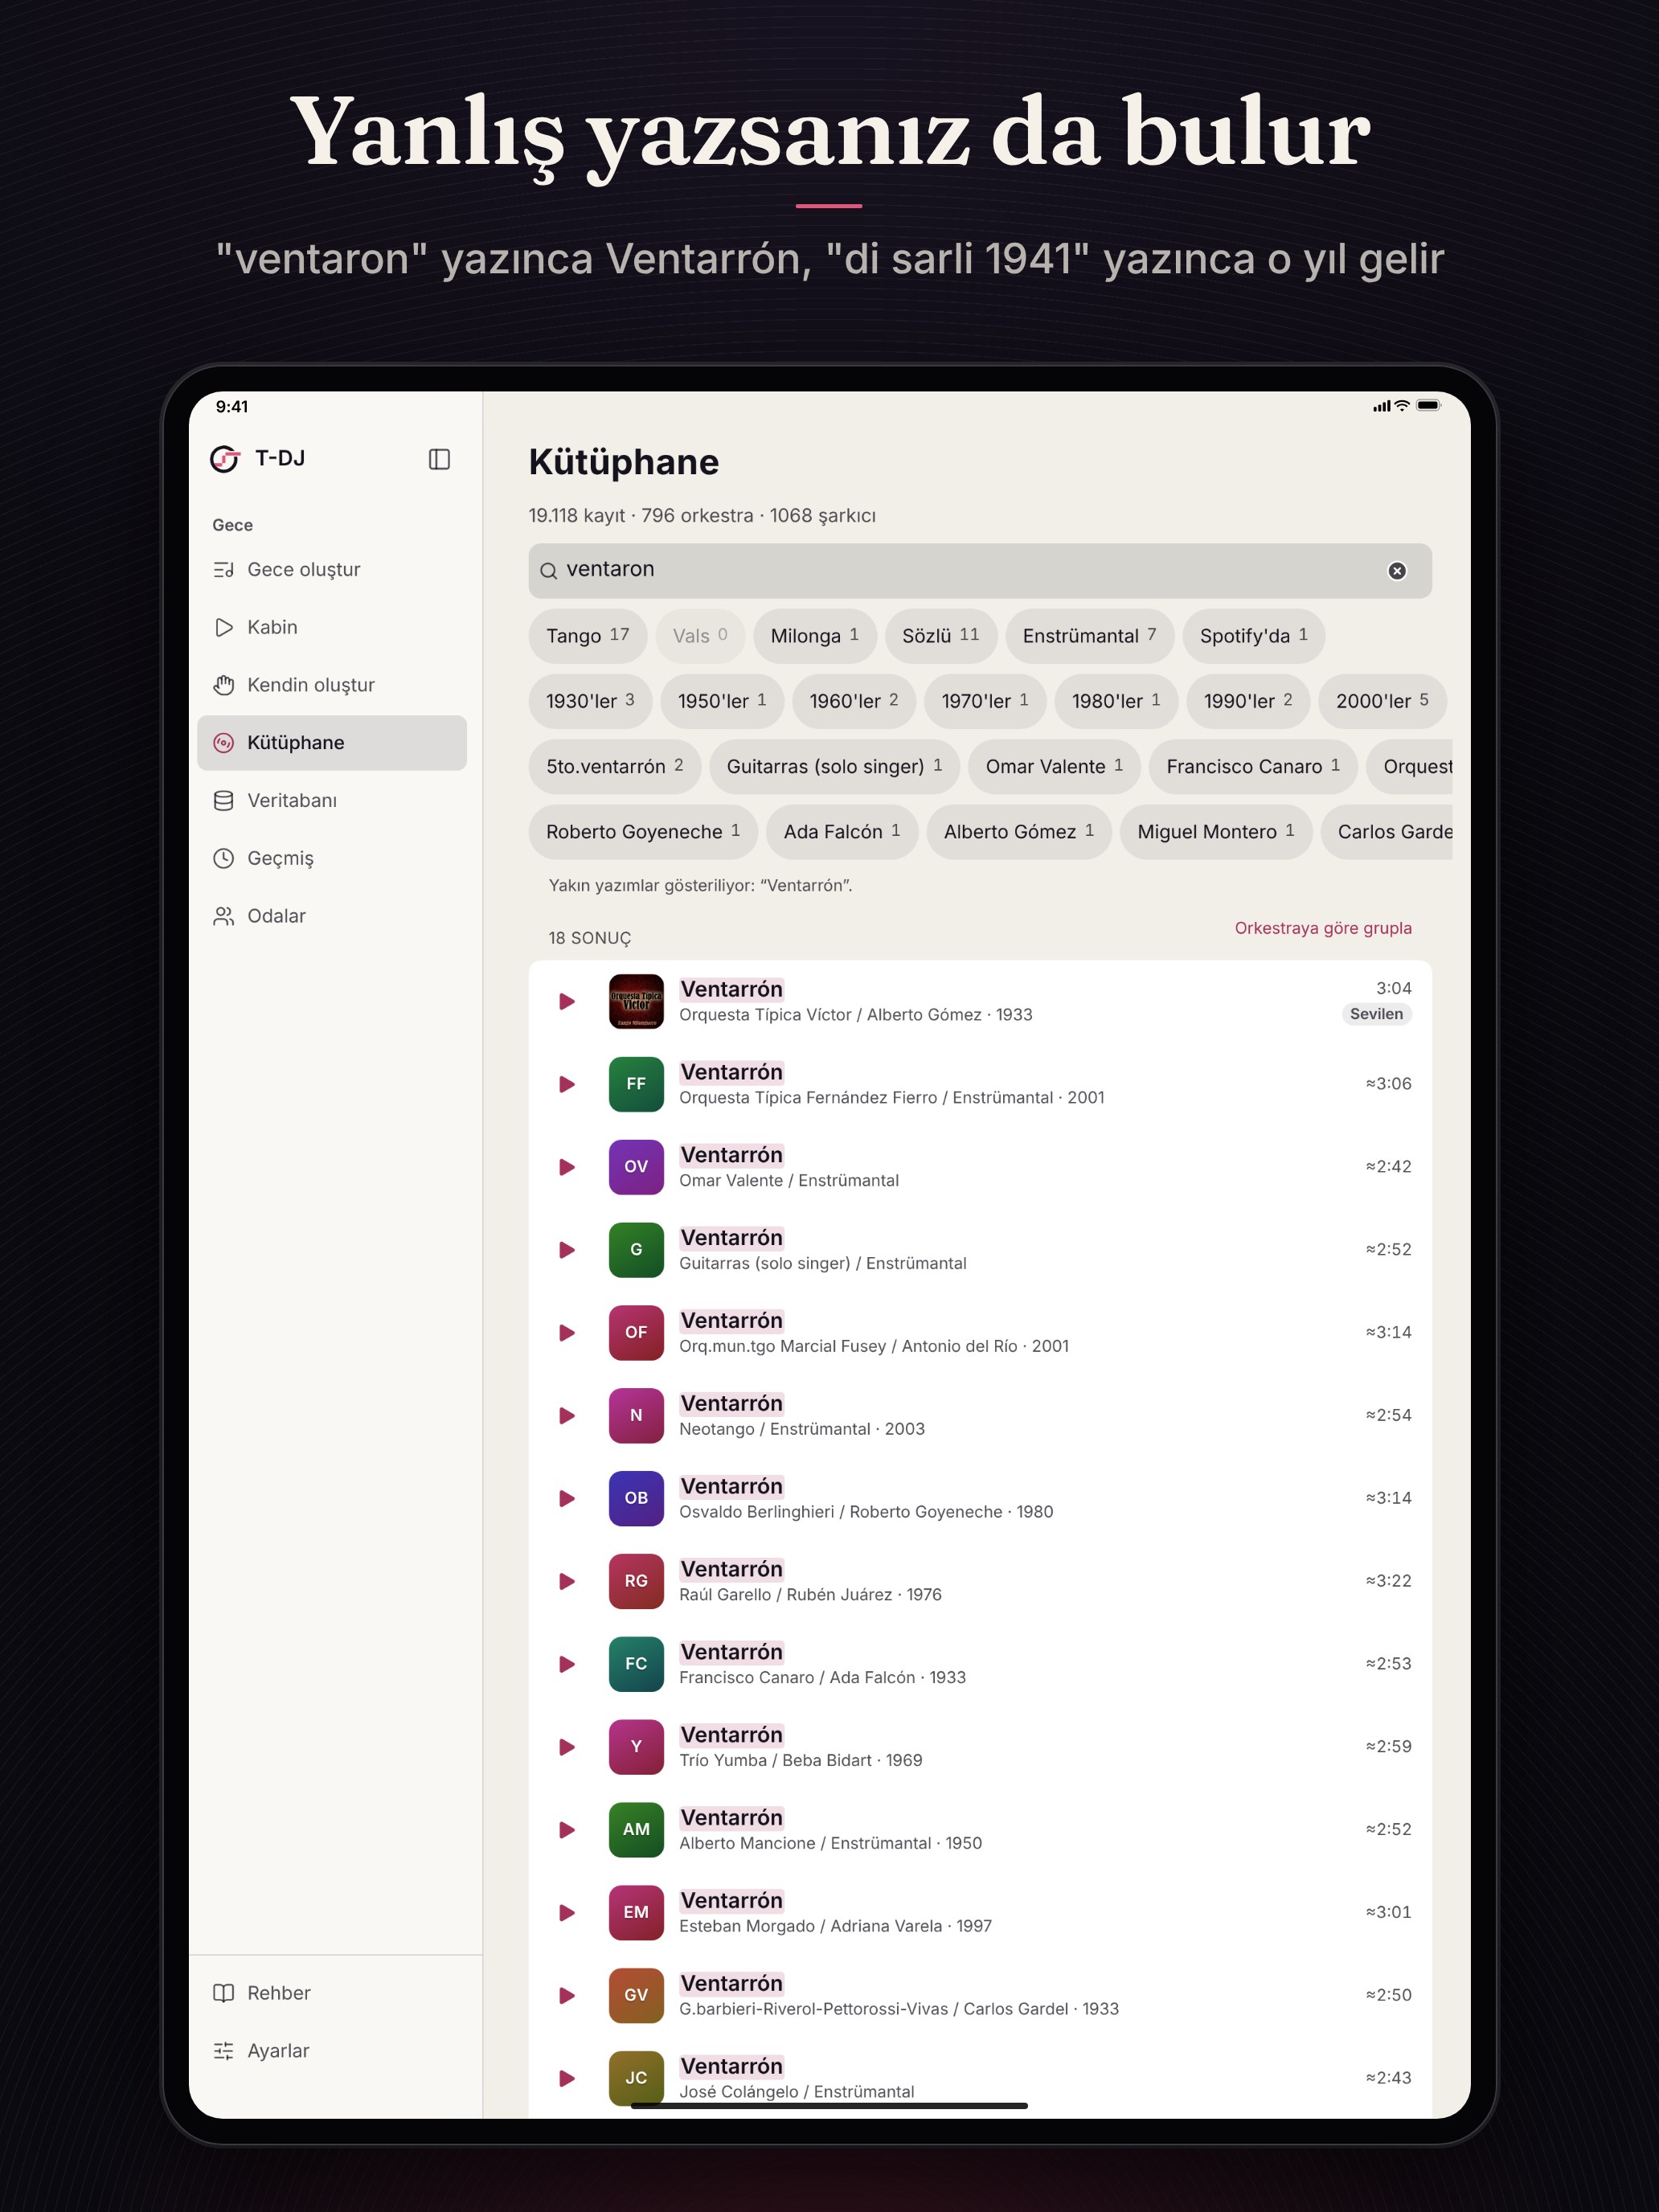 Yanlış yazsanız da bulur
"ventaron" yazınca Ventarrón, "di sarli 1941" yazınca o yıl gelir
9:41
T-DJ
Gece
Gece oluştur
Kabin
Kendin oluştur
Kütüphane
Veritabanı
Geçmiş
Odalar
Rehber
Ayarlar
Kütüphane
19.118 kayıt · 796 orkestra · 1068 şarkıcı
ventaron
Tango 17 Vals 0 Milonga 1 Sözlü 11 Enstrümantal 7 Spotify'da 1
1930'ler 3 1950'ler 1 1960'ler 2 1970'ler 1 1980'ler 1 1990'ler 2 2000'ler 5
5to.ventarrón 2 Guitarras (solo singer) 1 Omar Valente 1 Francisco Canaro 1 Orquest
Roberto Goyeneche 1 Ada Falcón 1 Alberto Gómez 1 Miguel Montero 1 Carlos Garde
Yakın yazımlar gösteriliyor: “Ventarrón”.
18 SONUÇ
Orkestraya göre grupla
Orquesta Típica
Víctor
Ventarrón
Orquesta Típica Víctor / Alberto Gómez · 1933
3:04
Sevilen
FF
Ventarrón
Orquesta Típica Fernández Fierro / Enstrümantal · 2001
≈3:06
OV
Ventarrón
Omar Valente / Enstrümantal
≈2:42
G
Ventarrón
Guitarras (solo singer) / Enstrümantal
≈2:52
OF
Ventarrón
Orq.mun.tgo Marcial Fusey / Antonio del Río · 2001
≈3:14
N
Ventarrón
Neotango / Enstrümantal · 2003
≈2:54
OB
Ventarrón
Osvaldo Berlinghieri / Roberto Goyeneche · 1980
≈3:14
RG
Ventarrón
Raúl Garello / Rubén Juárez · 1976
≈3:22
FC
Ventarrón
Francisco Canaro / Ada Falcón · 1933
≈2:53
Y
Ventarrón
Trío Yumba / Beba Bidart · 1969
≈2:59
AM
Ventarrón
Alberto Mancione / Enstrümantal · 1950
≈2:52
EM
Ventarrón
Esteban Morgado / Adriana Varela · 1997
≈3:01
GV
Ventarrón
G.barbieri-Riverol-Pettorossi-Vivas / Carlos Gardel · 1933
≈2:50
JC
Ventarrón
José Colángelo / Enstrümantal
≈2:43